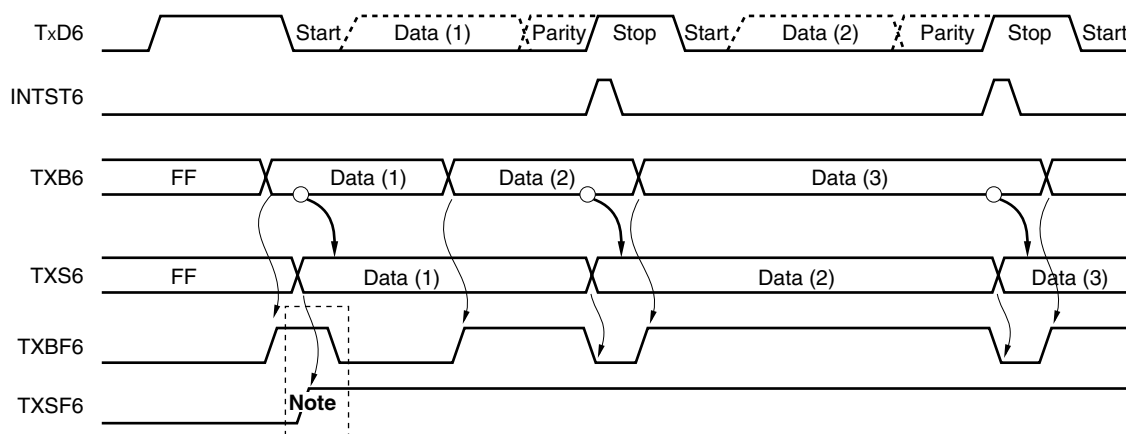 TxD6 Start Data (1) Parity Stop Start Data (2) Parity Stop Start
INTST6
TXB6 FF Data (1) Data (2) Data (3)
TXS6 FF Data (1) Data (2) Data (3)
TXBF6
TXSF6 Note